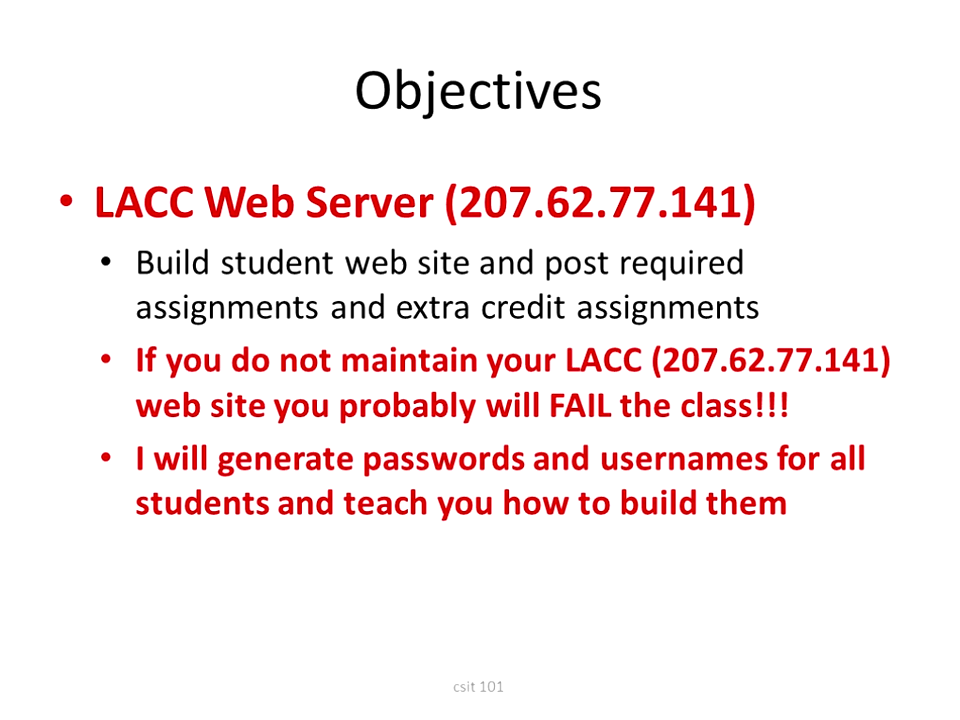 Objectives
• LACC Web Server (207.62.77.141)
• Build student web site and post required
assignments and extra credit assignments
• If you do not maintain your LACC (207.62.77.141)
web site you probably will FAIL the class!!!
• I will generate passwords and usernames for all
students and teach you how to build them
csit 101